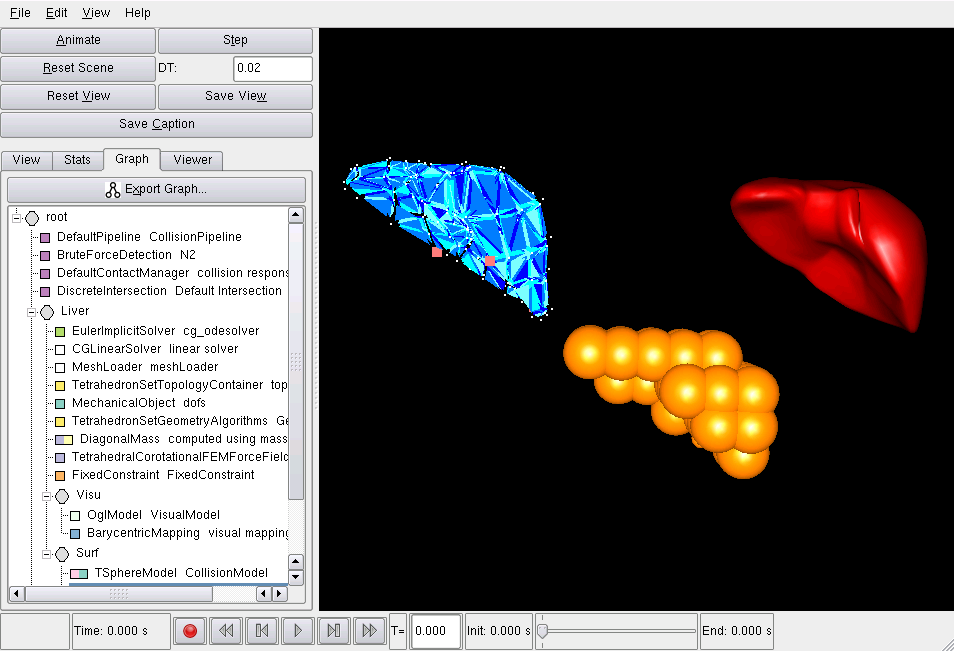 File Edit View Help
Animate Step
Reset Scene DT: 0.02
Reset View Save View
Save Caption
View Stats Graph Viewer
Export Graph...
root
DefaultPipeline CollisionPipeline
BruteForceDetection N2
DefaultContactManager collision respons
DiscreteIntersection Default Intersection
Liver
EulerImplicitSolver cg_odesolver
CGLinearSolver linear solver
MeshLoader meshLoader
TetrahedronSetTopologyContainer top
MechanicalObject dofs
TetrahedronSetGeometryAlgorithms Ge
DiagonalMass computed using mass
TetrahedralCorotationalFEMForceField
FixedConstraint FixedConstraint
Visu
OglModel VisualModel
BarycentricMapping visual mapping
Surf
TSphereModel CollisionModel
Time: 0.000 s T= 0.000 Init: 0.000 s End: 0.000 s